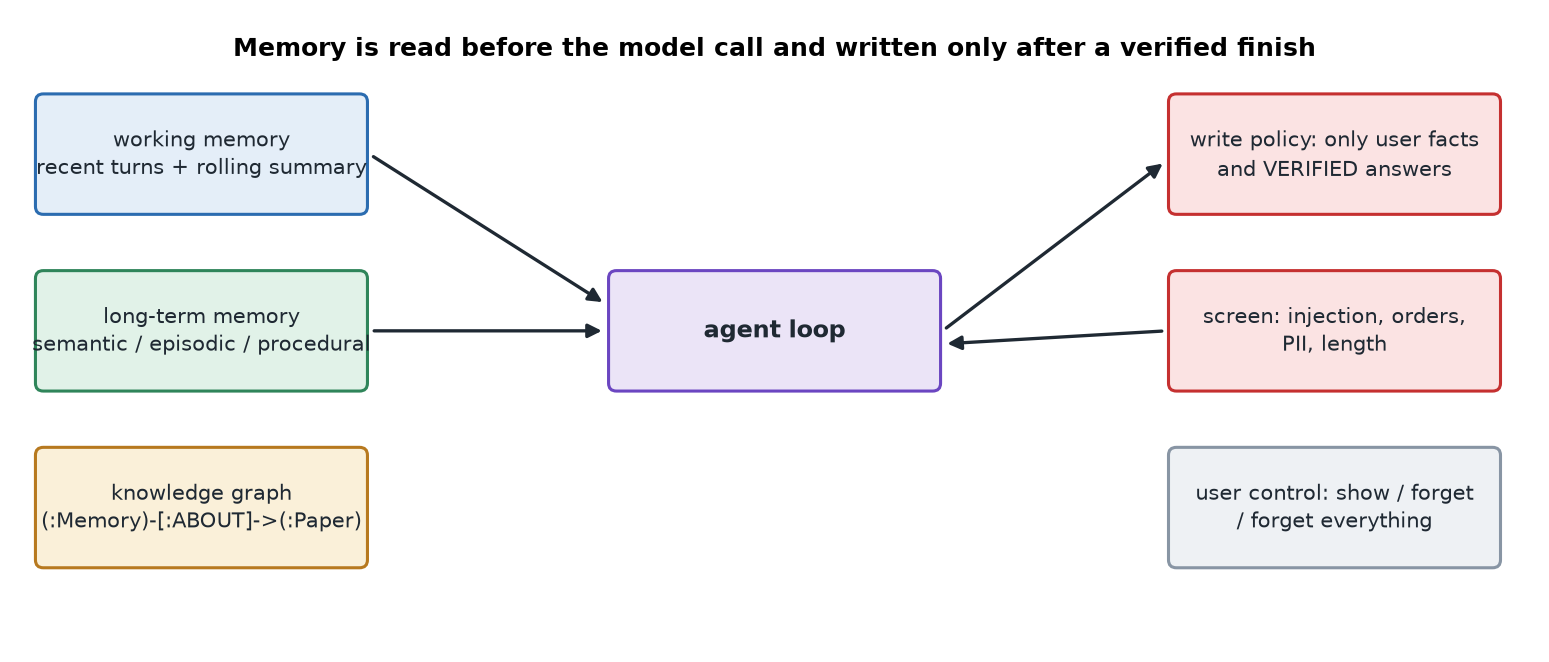 Memory is read before the model call and written only after a verified finish
working memory
recent turns + rolling summary
write policy: only user facts
and VERIFIED answers
long-term memory
semantic / episodic / procedural
agent loop
screen: injection, orders,
PII, length
knowledge graph
(:Memory)-[:ABOUT]->(:Paper)
user control: show / forget
/ forget everything